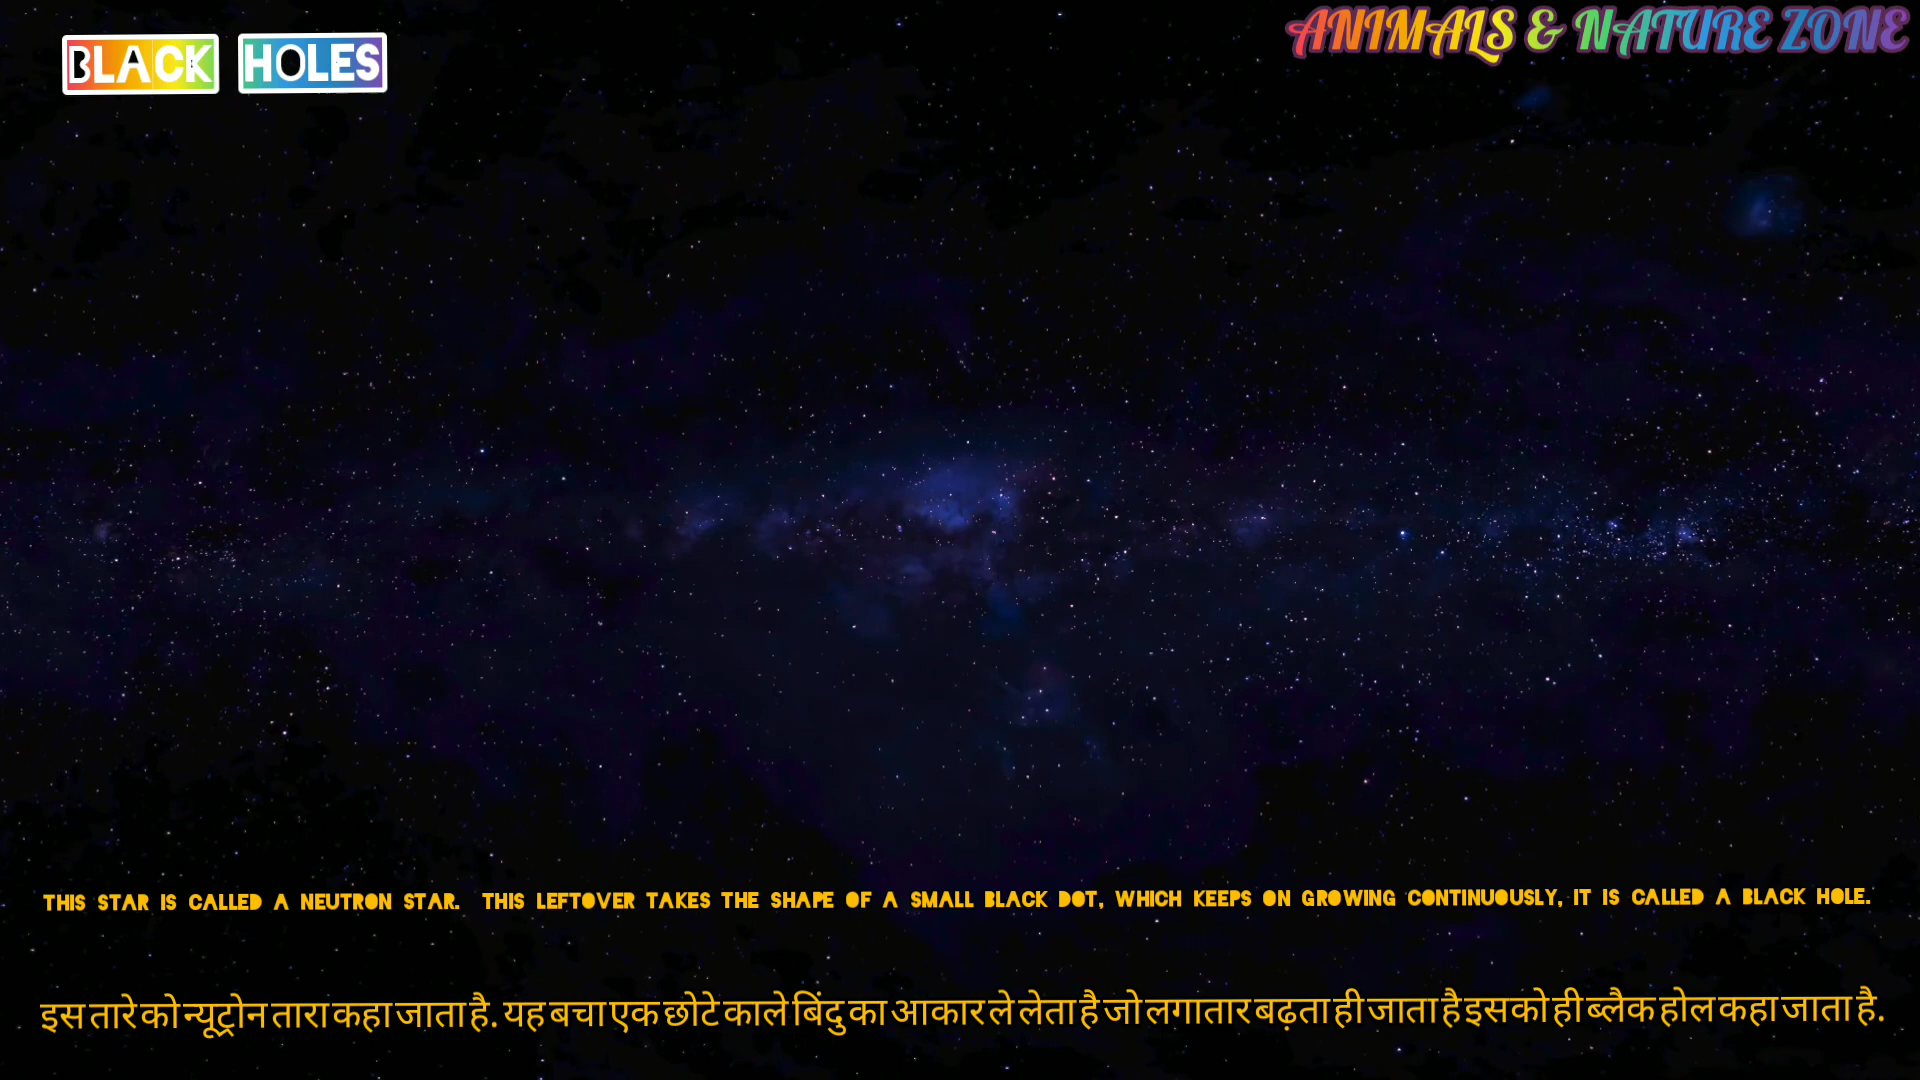 BLACK HOLES
ANIMALS & NATURE ZONE
THIS STAR IS CALLED A NEUTRON STAR. THIS LEFTOVER TAKES THE SHAPE OF A SMALL BLACK DOT, WHICH KEEPS ON GROWING CONTINUOUSLY, IT IS CALLED A BLACK HOLE.
इस तारे को न्यूट्रोन तारा कहा जाता है. यह बचा एक छोटे काले बिंदु का आकार ले लेता है जो लगातार बढ़ता ही जाता है इसको ही ब्लैक होल कहा जाता है.